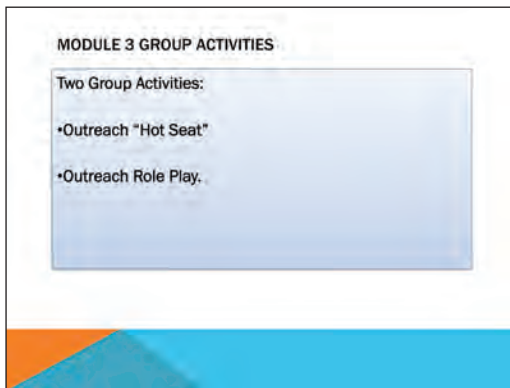 MODULE 3 GROUP ACTIVITIES
Two Group Activities:
•Outreach “Hot Seat”
•Outreach Role Play.